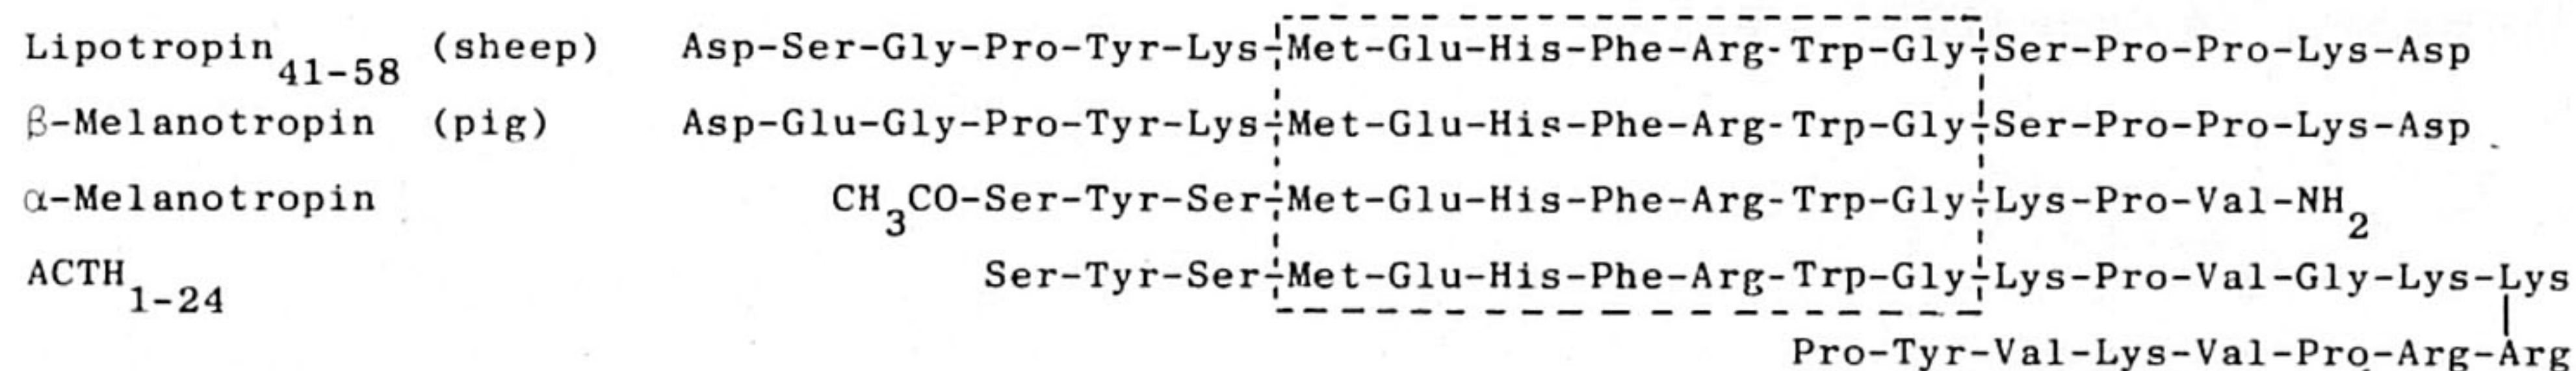 Lipotropin41-58 (sheep) Asp-Ser-Gly-Pro-Tyr-Lys-Met-Glu-His-Phe-Arg-Trp-Gly-Ser-Pro-Pro-Lys-Asp
β-Melanotropin (pig) Asp-Glu-Gly-Pro-Tyr-Lys-Met-Glu-His-Phe-Arg-Trp-Gly-Ser-Pro-Pro-Lys-Asp
α-Melanotropin CH3CO-Ser-Tyr-Ser-Met-Glu-His-Phe-Arg-Trp-Gly-Lys-Pro-Val-NH2
ACTH1-24 Ser-Tyr-Ser-Met-Glu-His-Phe-Arg-Trp-Gly-Lys-Pro-Val-Gly-Lys-Lys
Pro-Tyr-Val-Lys-Val-Pro-Arg-Arg